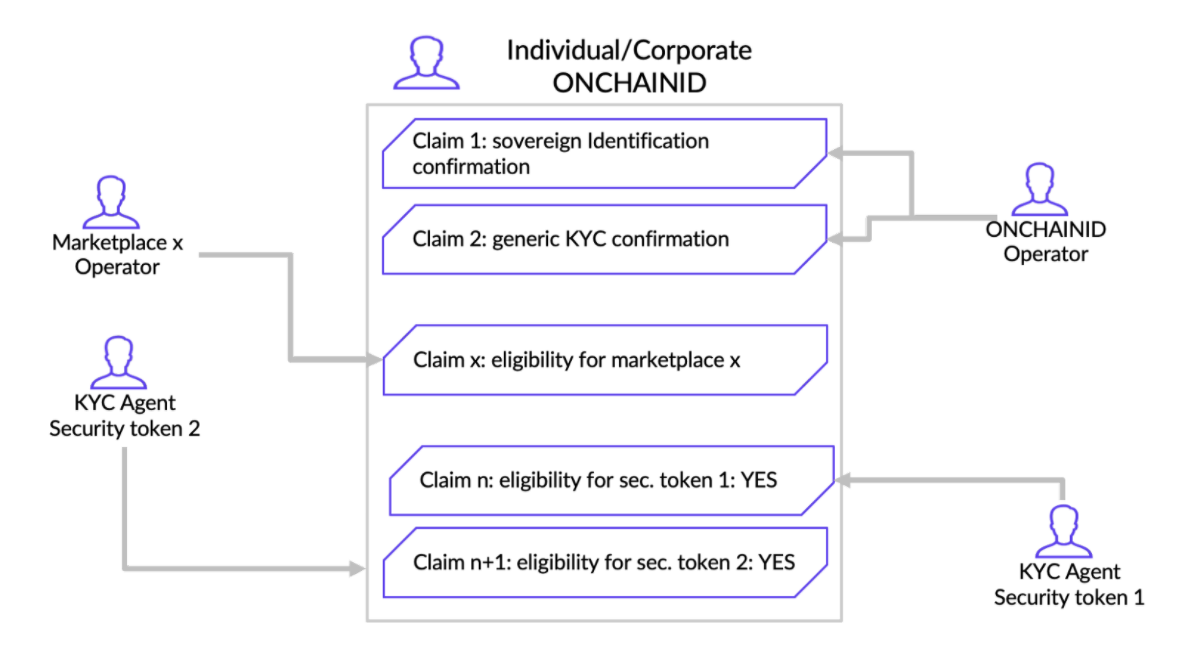 Individual/Corporate
ONCHAINID
Claim 1: sovereign Identification
confirmation
Claim 2: generic KYC confirmation
ONCHAINID
Operator
Marketplace x
Operator
Claim x: eligibility for marketplace x
KYC Agent
Security token 2
Claim n: eligibility for sec. token 1: YES
Claim n+1: eligibility for sec. token 2: YES
KYC Agent
Security token 1